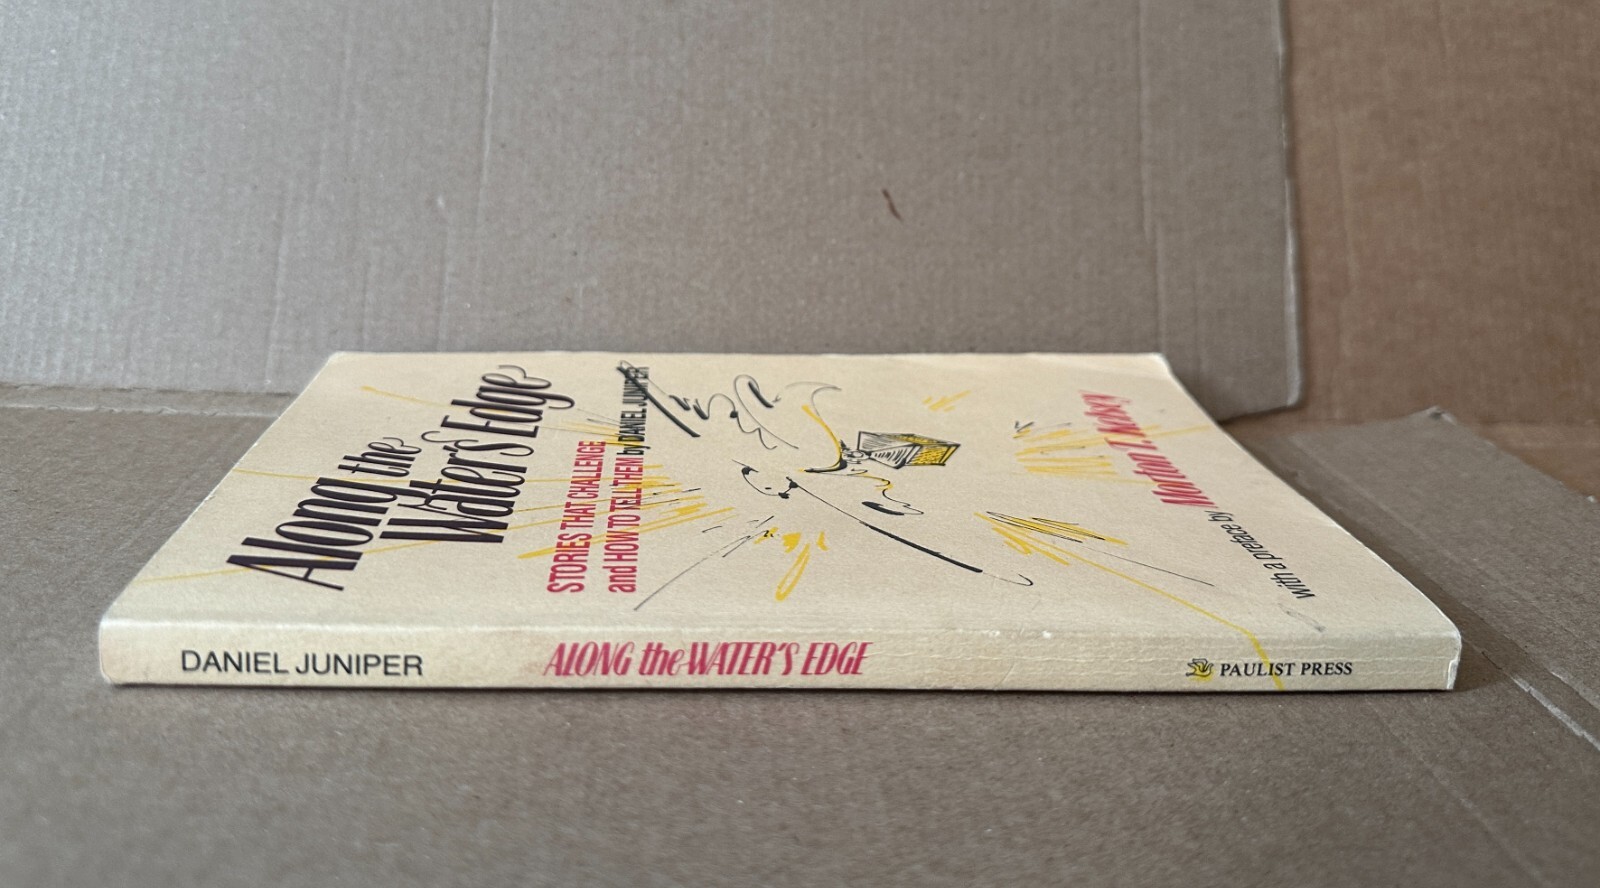 Along the
Water's Edge
STORIES THAT CHALLENGE
and HOW TO TELL THEM by DANIEL JUNIPER
with a preface by Morton T. Kelsey
DANIEL JUNIPER
ALONG the WATER'S EDGE
PAULIST PRESS